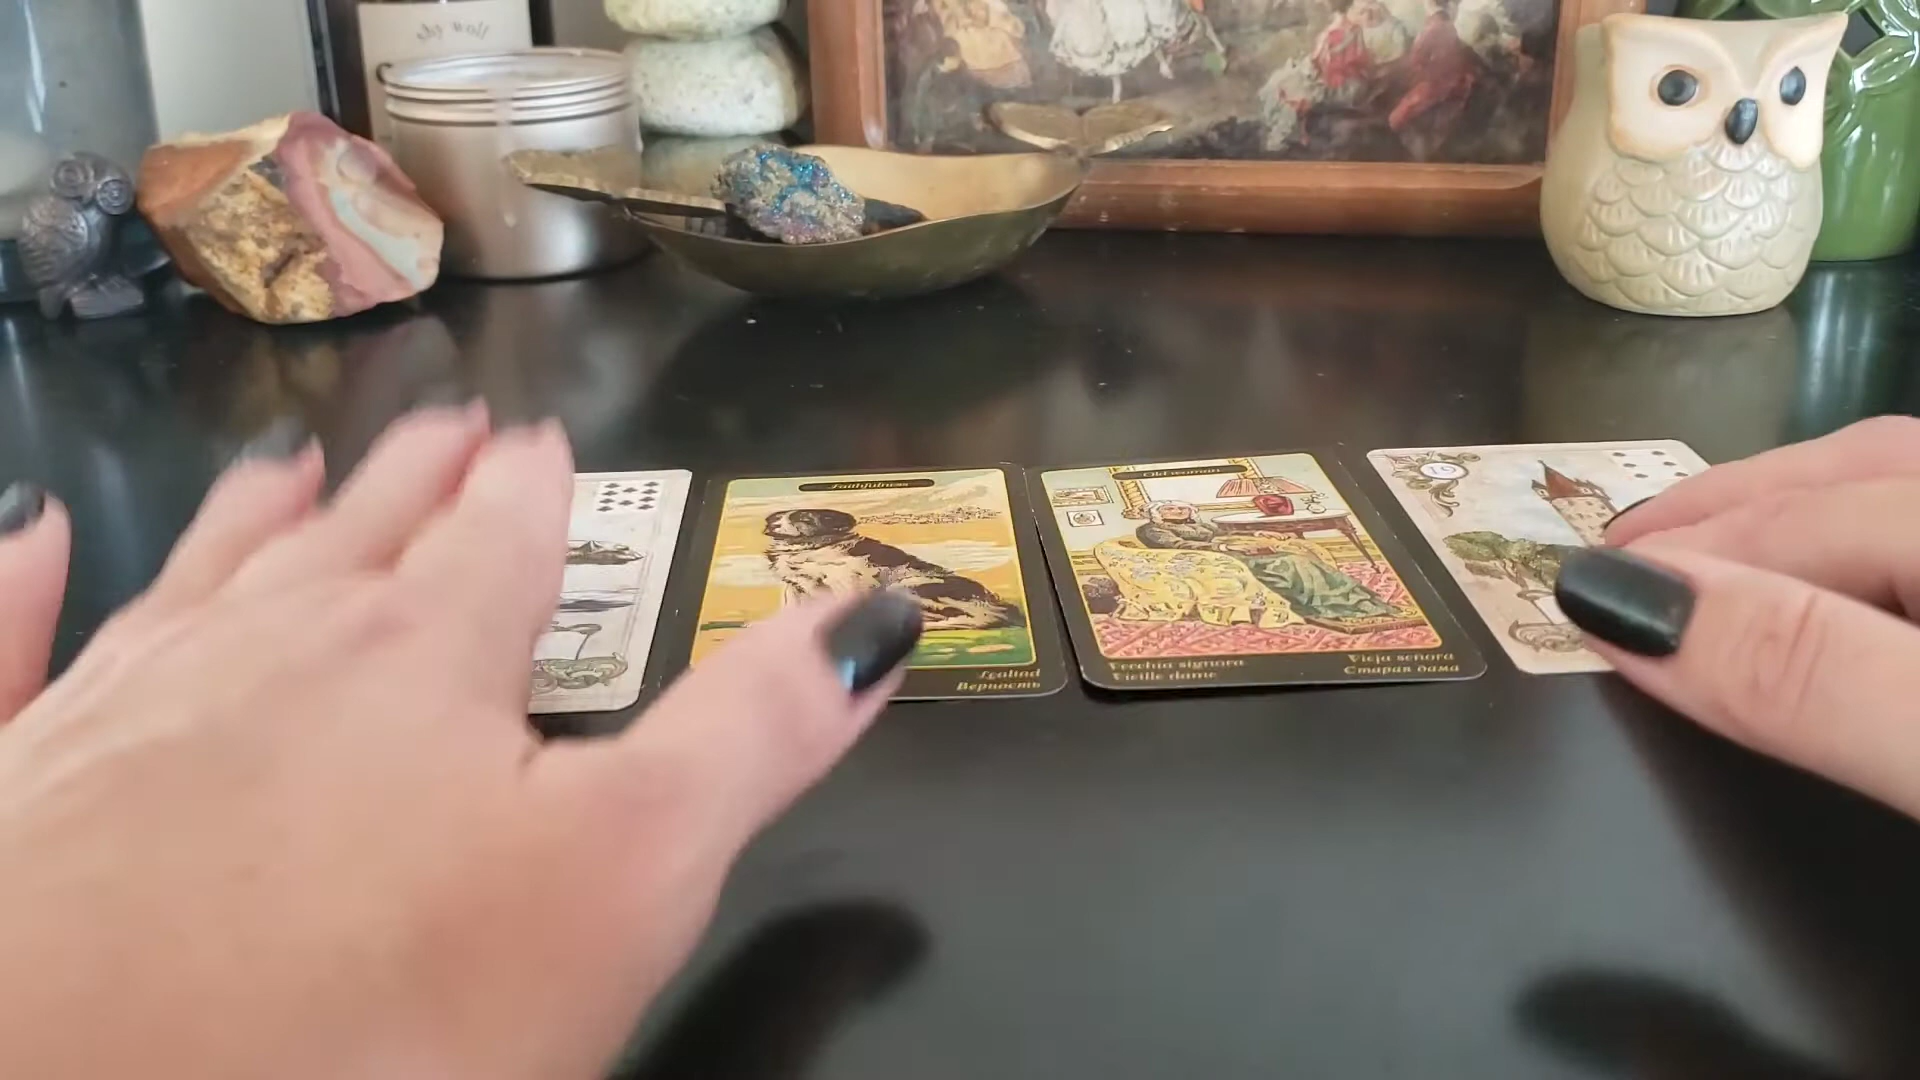 Faithfulness
Lealtad
Верность
Old woman
Vecchia signora
Vieille dame
Vieja señora
Старая дама
19